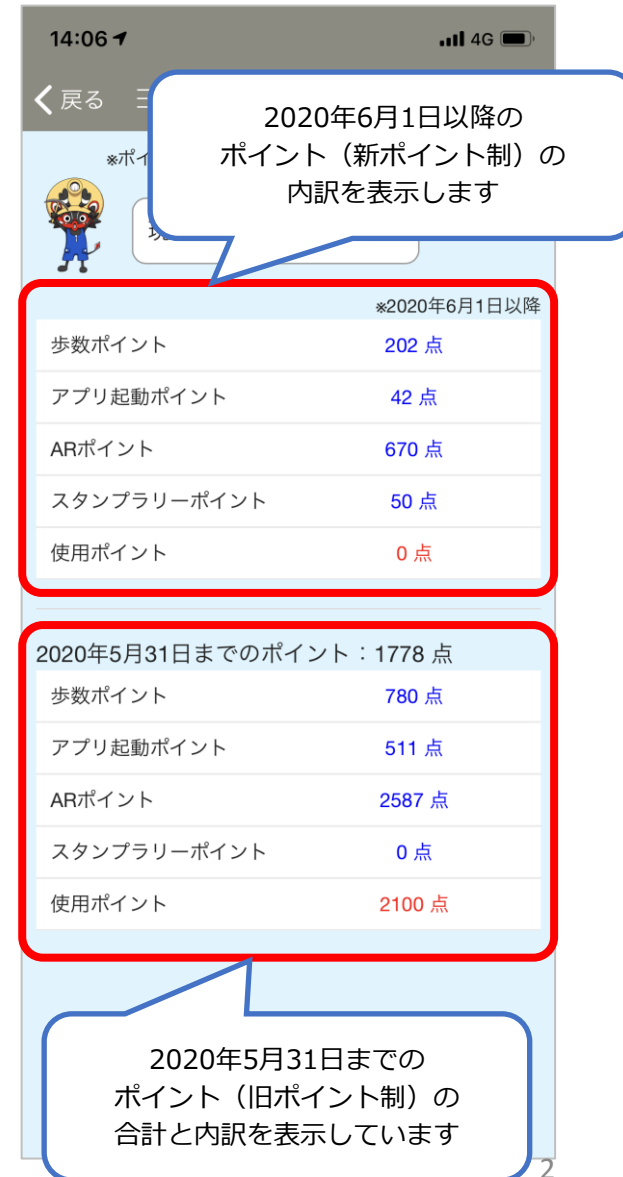 14:06
4G
戻る
2020年6月1日以降の
ポイント（新ポイント制）の
内訳を表示します
※ポイ
※2020年6月1日以降
歩数ポイント 202 点
アプリ起動ポイント 42 点
ARポイント 670 点
スタンプラリーポイント 50 点
使用ポイント 0 点
2020年5月31日までのポイント：1778 点
歩数ポイント 780 点
アプリ起動ポイント 511 点
ARポイント 2587 点
スタンプラリーポイント 0 点
使用ポイント 2100 点
2020年5月31日までの
ポイント（旧ポイント制）の
合計と内訳を表示しています
2